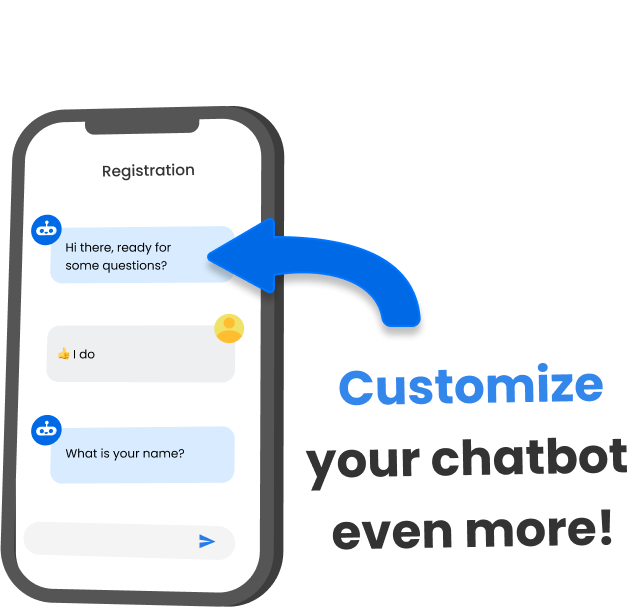 Registration
Hi there, ready for
some questions?
👍 I do
What is your name?
Customize
your chatbot
even more!